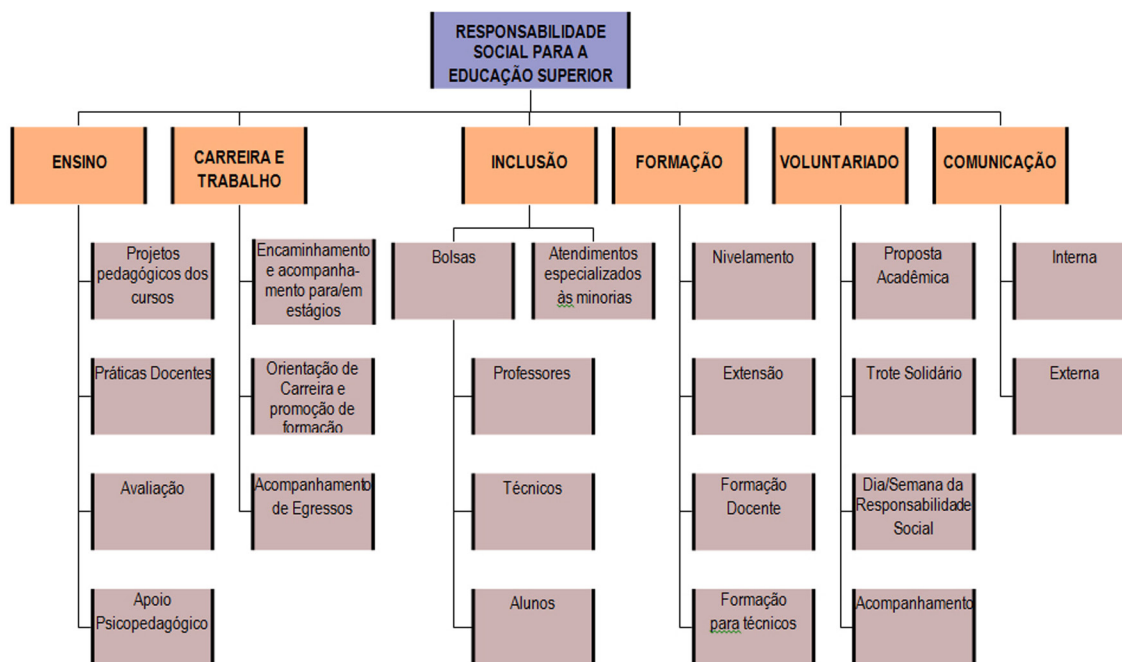 RESPONSABILIDADE
SOCIAL PARA A
EDUCAÇÃO SUPERIOR
ENSINO
CARREIRA E
TRABALHO
INCLUSÃO
FORMAÇÃO
VOLUNTARIADO
COMUNICAÇÃO
Projetos
pedagógicos dos
cursos
Práticas Docentes
Avaliação
Apoio
Psicopedagógico
Encaminhamento
e acompanha-
mento para/em
estágios
Orientação de
Carreira e
promoção de
formação
Acompanhamento
de Egressos
Bolsas
Professores
Técnicos
Alunos
Atendimentos
especializados
às minorias
Nivelamento
Extensão
Formação
Docente
Formação
para técnicos
Proposta
Acadêmica
Trote Solidário
Dia/Semana da
Responsabilidade
Social
Acompanhamento
Interna
Externa